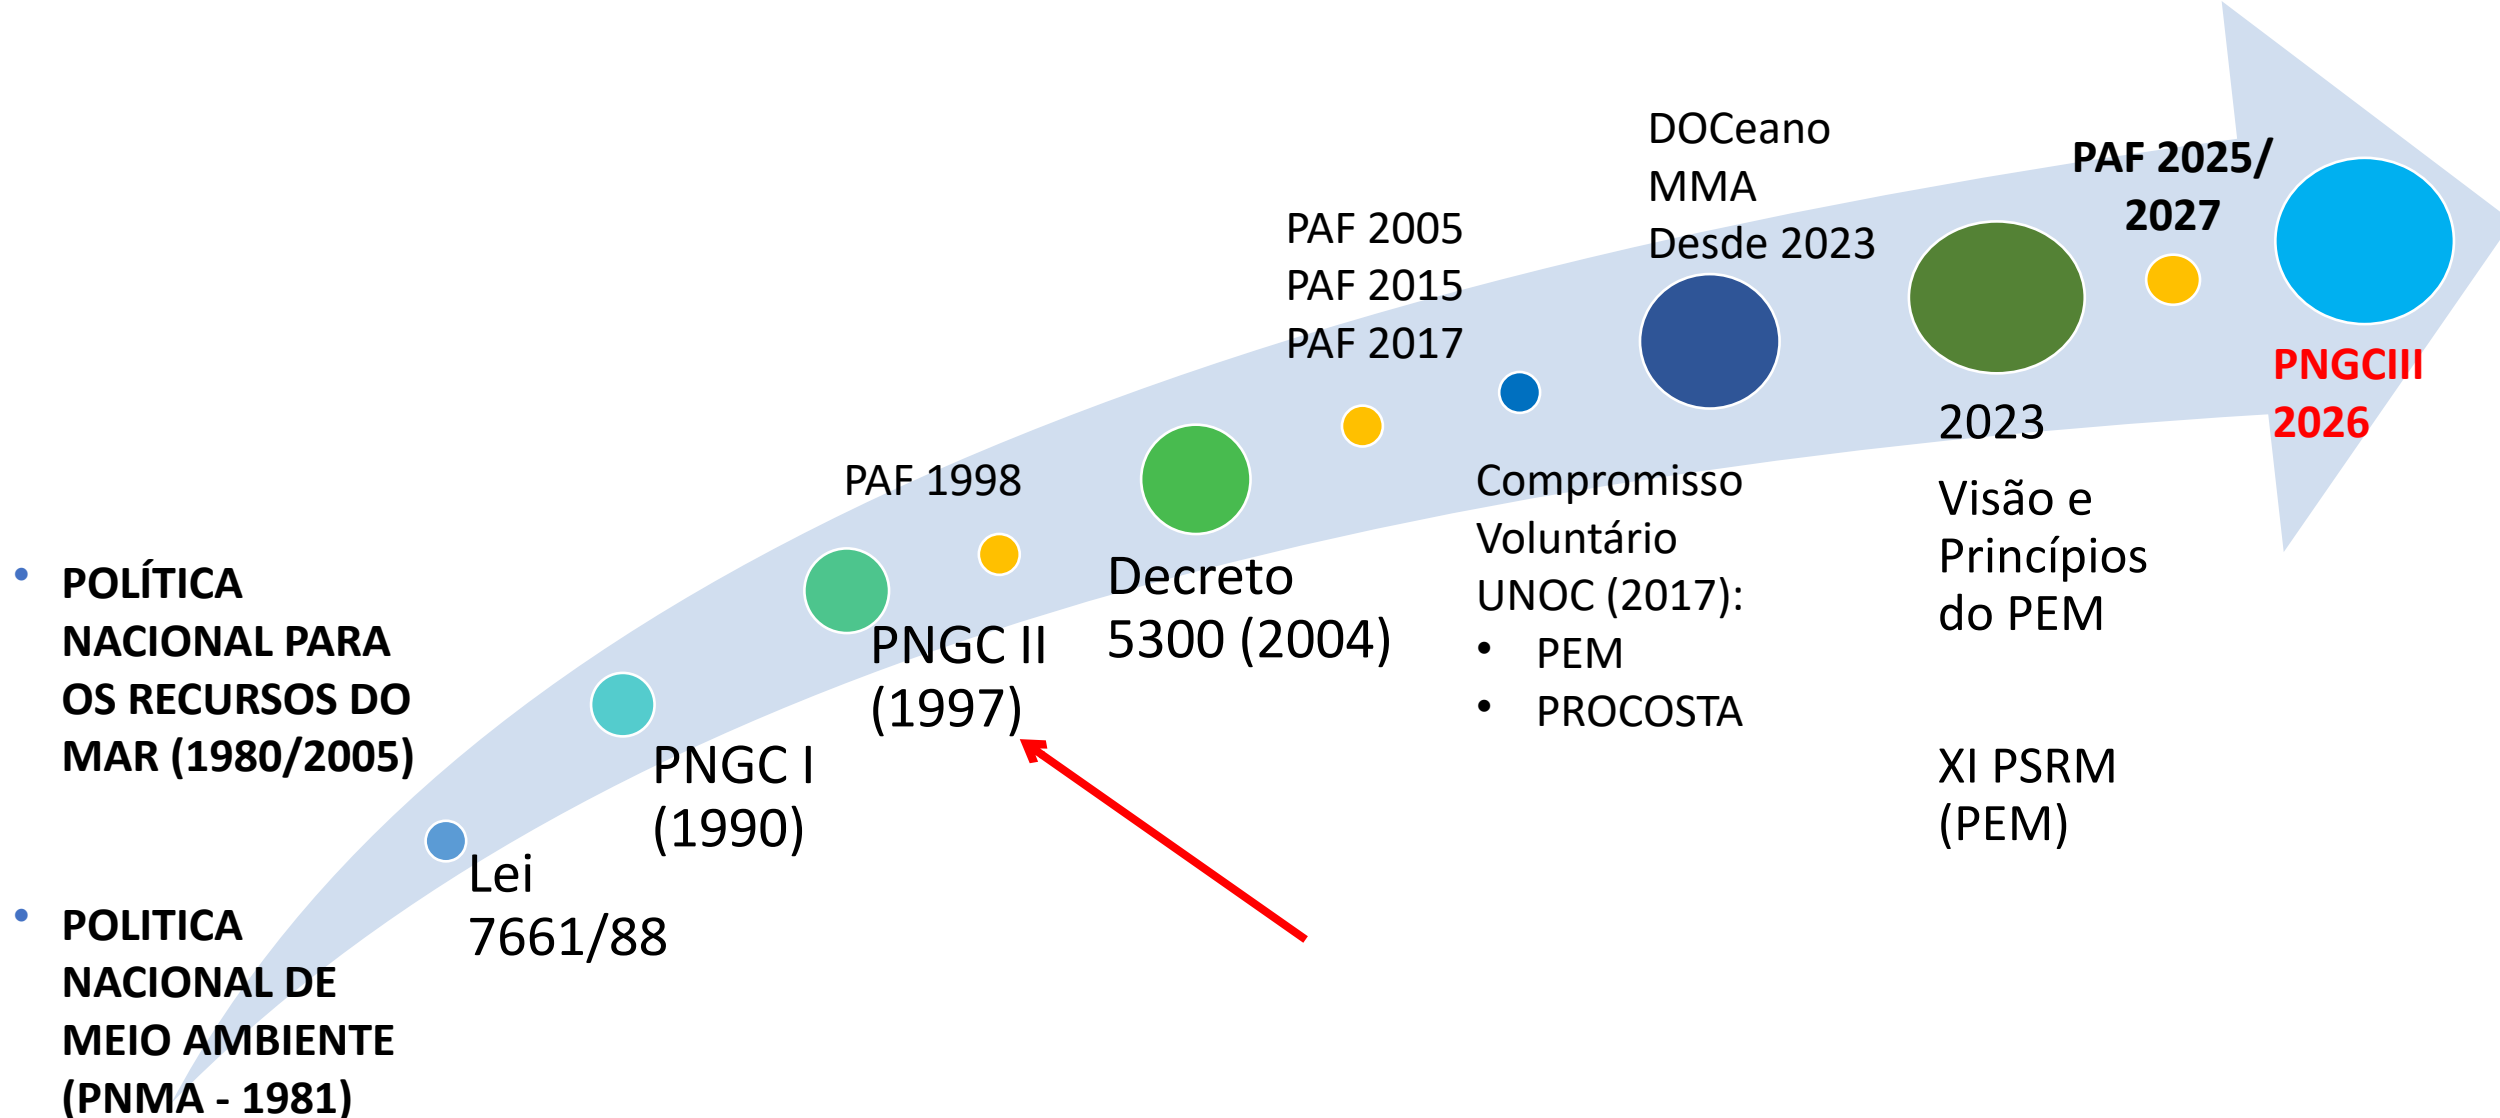 POLÍTICA
NACIONAL PARA
OS RECURSOS DO
MAR (1980/2005)
POLITICA
NACIONAL DE
MEIO AMBIENTE
(PNMA - 1981)
Lei
7661/88
PNGC I
(1990)
PNGC II
(1997)
PAF 1998
Decreto
5300 (2004)
PAF 2005
PAF 2015
PAF 2017
Compromisso
Voluntário
UNOC (2017):
• PEM
• PROCOSTA
DOCeano
MMA
Desde 2023
2023
Visão e
Princípios
do PEM
XI PSRM
(PEM)
PAF 2025/
2027
PNGCIII
2026